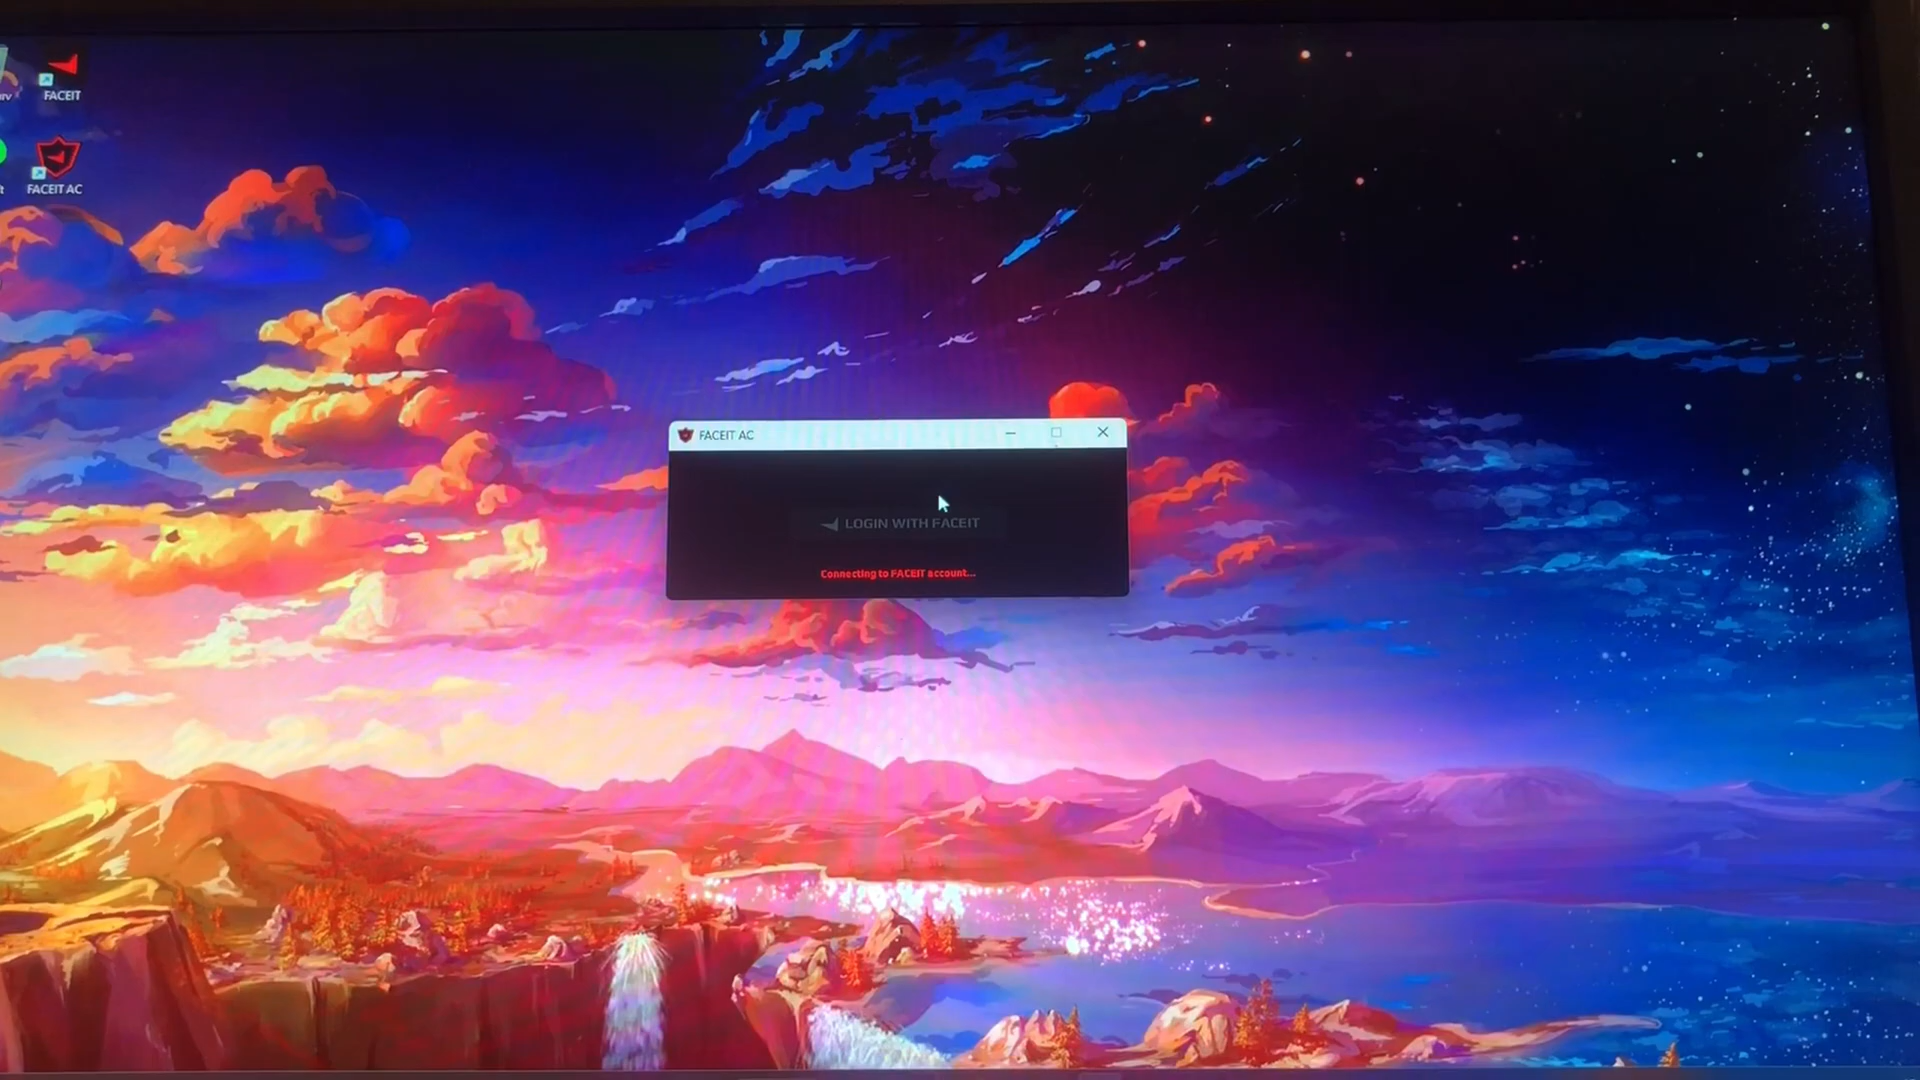 FACEIT
FACEIT AC
FACEIT AC
LOGIN WITH FACEIT
Connecting to FACEIT account...